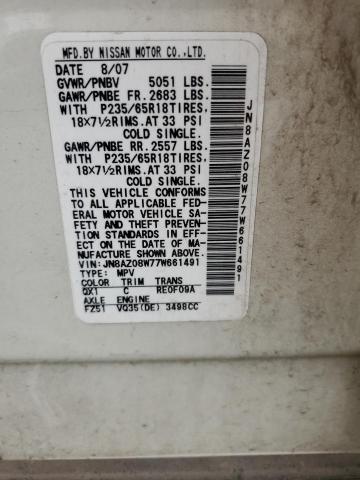 MFD.BY NISSAN MOTOR CO.,LTD.
DATE 8/07
GVWR/PNBV 5051 LBS.
GAWR/PNBE FR. 2683 LBS.
WITH P235/65R18TIRES,
18X7½RIMS.AT 33 PSI
COLD SINGLE.
GAWR/PNBE RR. 2557 LBS.
WITH P235/65R18TIRES,
18X7½RIMS.AT 33 PSI
COLD SINGLE.
THIS VEHICLE CONFORMS
TO ALL APPLICABLE FED-
ERAL MOTOR VEHICLE SA-
FETY AND THEFT PREVEN-
TION STANDARDS IN EFF-
ECT ON THE DATE OF MA-
NUFACTURE SHOWN ABOVE.
VIN:JN8AZ08W77W661491
TYPE: MPV
COLOR TRIM TRANS
QX1 C RE0F09A
AXLE ENGINE
FZ51 VQ35(DE) 3498CC
JN8AZ08W77W661491